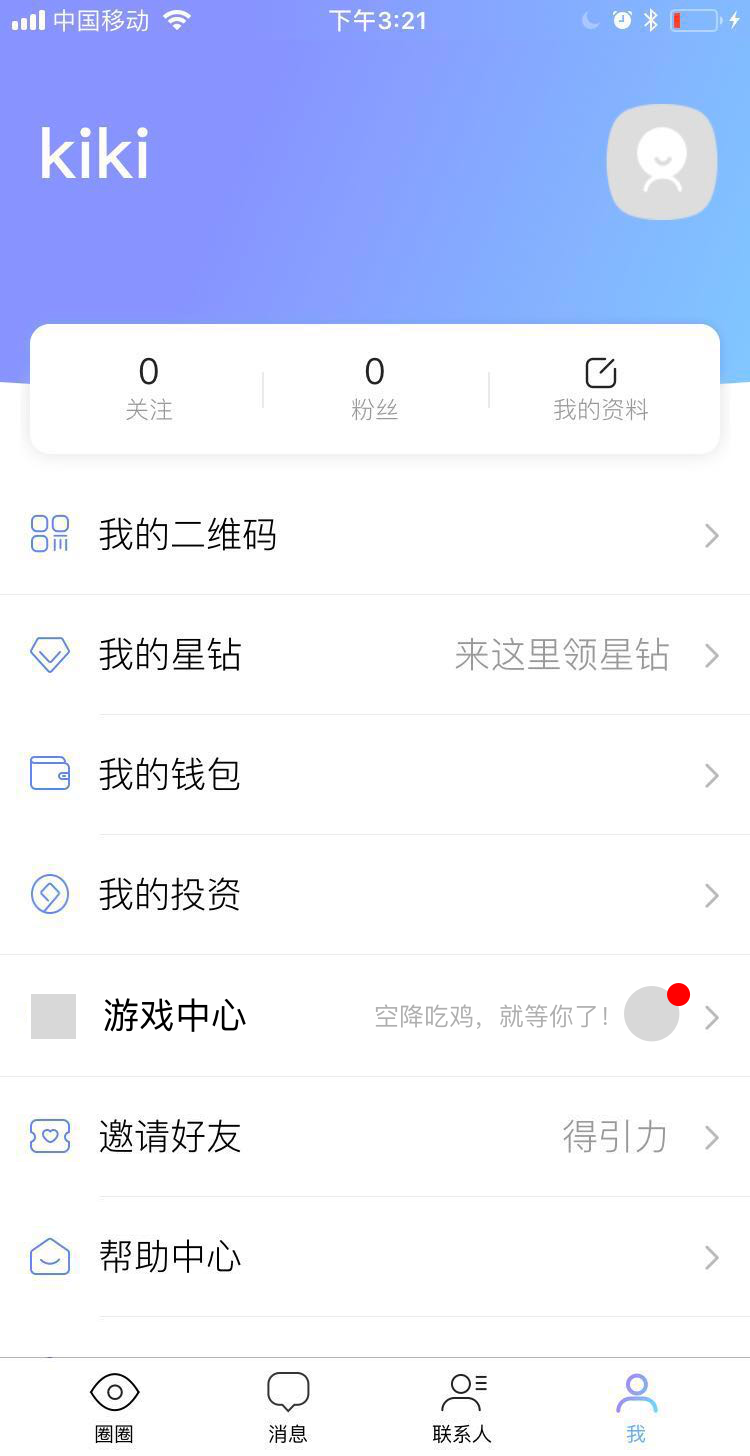 中国移动 下午3:21
kiki
0 0
关注 粉丝 我的资料
我的二维码
我的星钻 来这里领星钻
我的钱包
我的投资
游戏中心 空降吃鸡，就等你了！
邀请好友 得引力
帮助中心
圈圈 消息 联系人 我